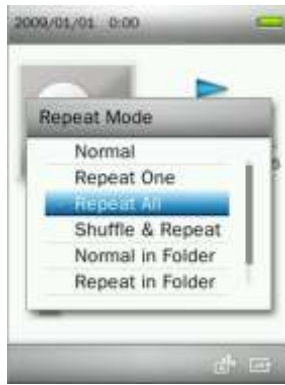 2009/01/01 0:00
Repeat Mode
Normal
Repeat One
Repeat All
Shuffle & Repeat
Normal in Folder
Repeat in Folder